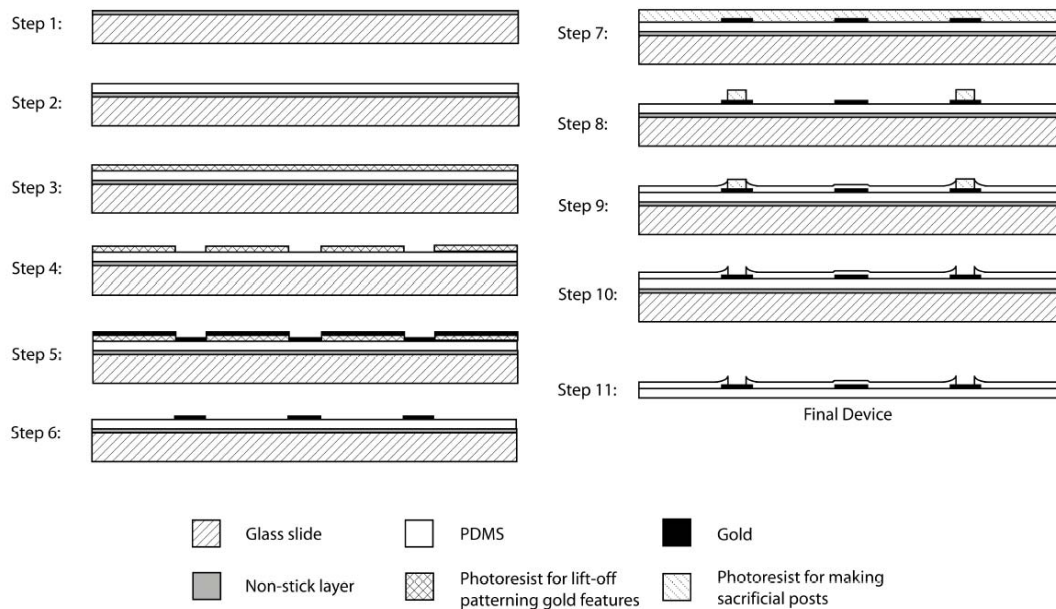 Step 1:
Step 2:
Step 3:
Step 4:
Step 5:
Step 6:
Step 7:
Step 8:
Step 9:
Step 10:
Step 11:
Final Device
Glass slide
PDMS
Gold
Non-stick layer
Photoresist for lift-off
patterning gold features
Photoresist for making
sacrificial posts